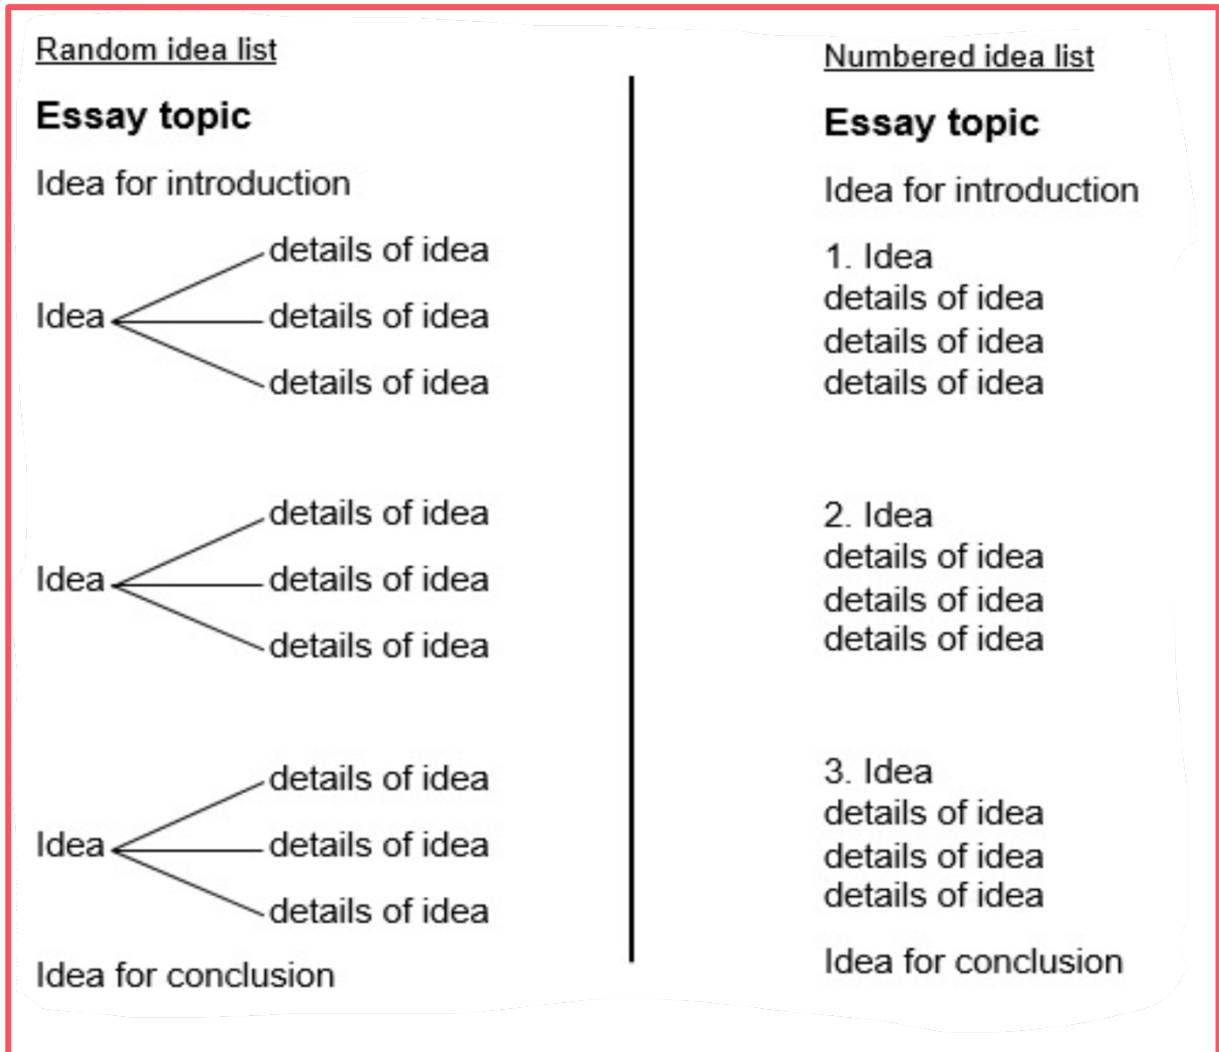 Random idea list
Essay topic
Idea for introduction
details of idea
Idea
details of idea
details of idea
details of idea
Idea
details of idea
details of idea
details of idea
Idea
details of idea
details of idea
Idea for conclusion
Numbered idea list
Essay topic
Idea for introduction
1. Idea
details of idea
details of idea
details of idea
2. Idea
details of idea
details of idea
details of idea
3. Idea
details of idea
details of idea
details of idea
Idea for conclusion